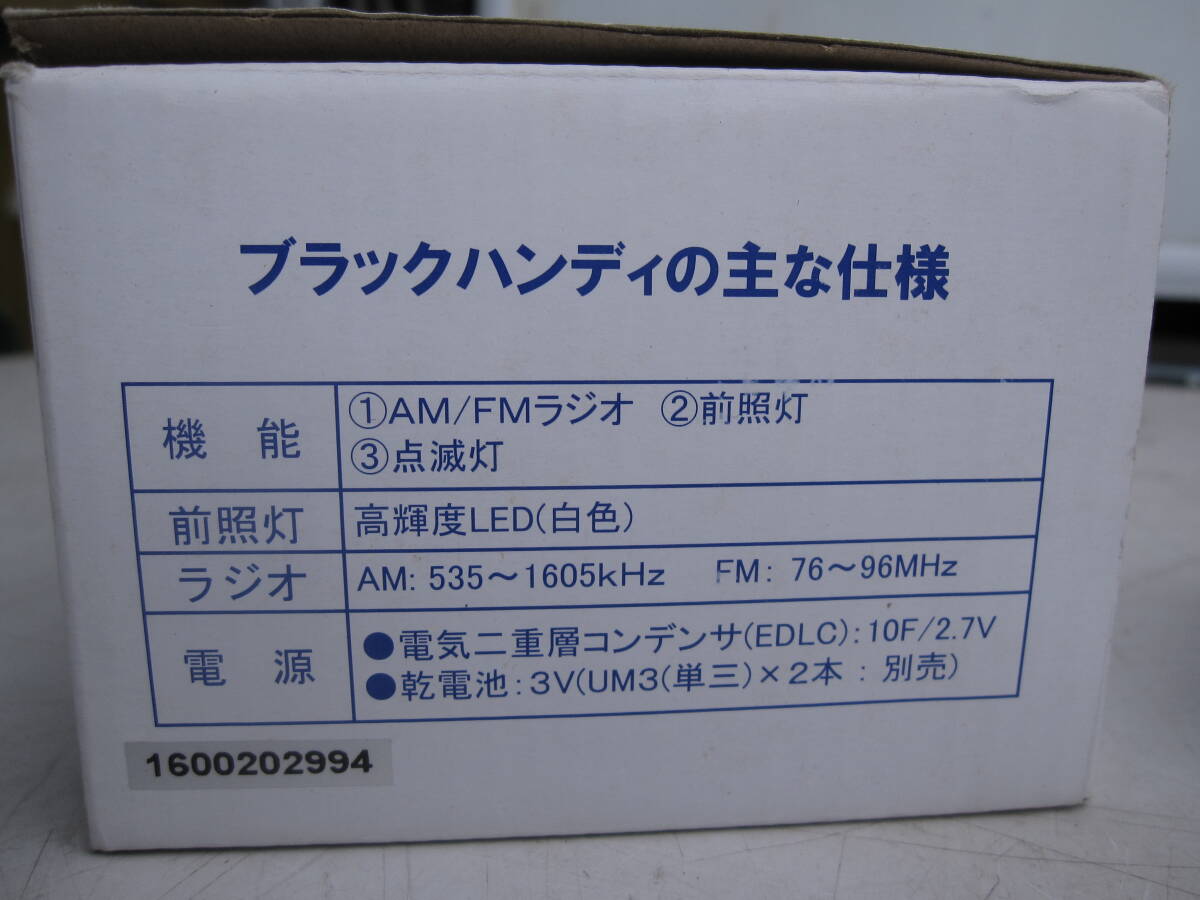 ブラックハンディの主な仕様
機 能 ①AM/FMラジオ ②前照灯
③点滅灯
前照灯 高輝度LED(白色)
ラジオ AM: 535～1605kHz FM: 76～96MHz
電 源 ●電気二重層コンデンサ(EDLC):10F/2.7V
●乾電池:3V(UM3(単三)×2本:別売)
1600202994